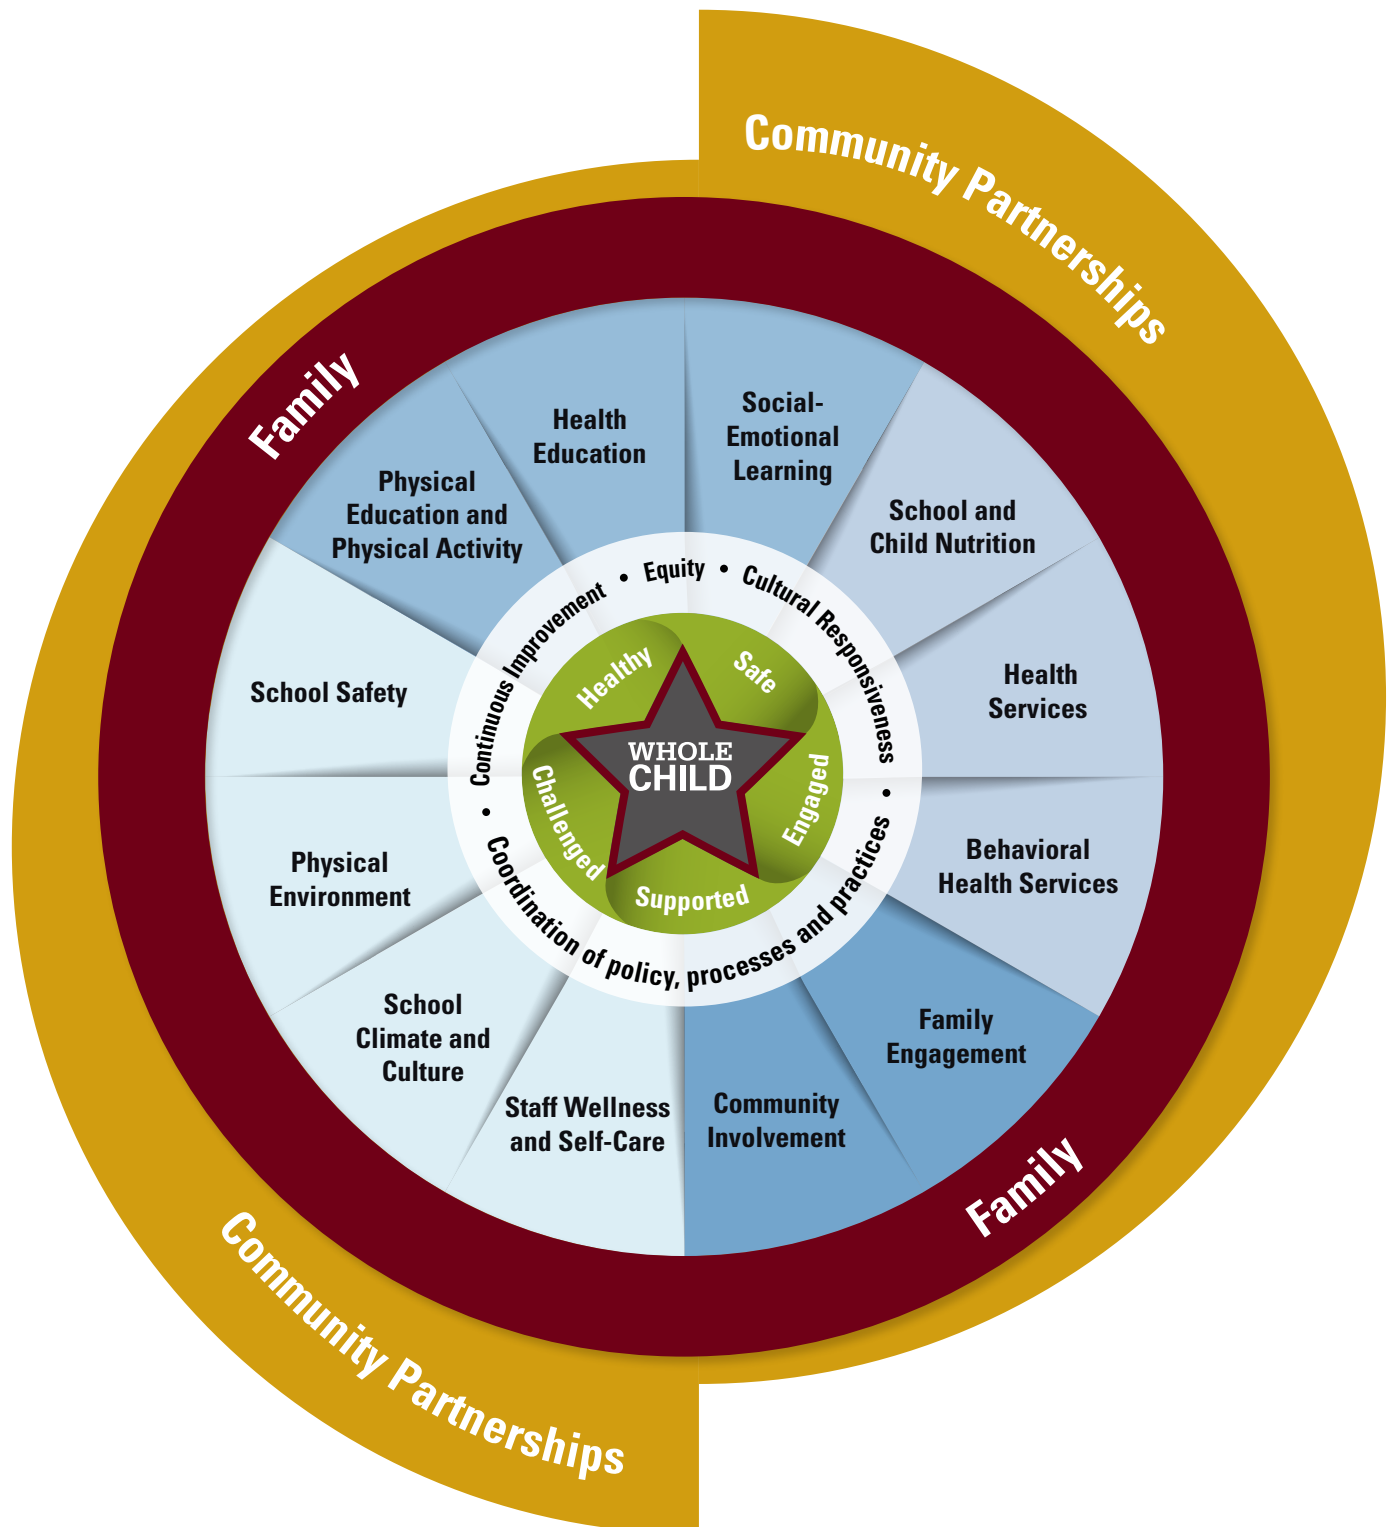 Community Partnerships
Family
Health
Education
Social-
Emotional
Learning
Physical
Education and
Physical Activity
School and
Child Nutrition
School Safety
Health
Services
Physical
Environment
Behavioral
Health Services
School
Climate and
Culture
Family
Engagement
Staff Wellness
and Self-Care
Community
Involvement
Continuous Improvement • Equity • Cultural Responsiveness •
Coordination of policy, processes and practices •
Healthy
Safe
Engaged
Supported
Challenged
WHOLE
CHILD
Family
Community Partnerships